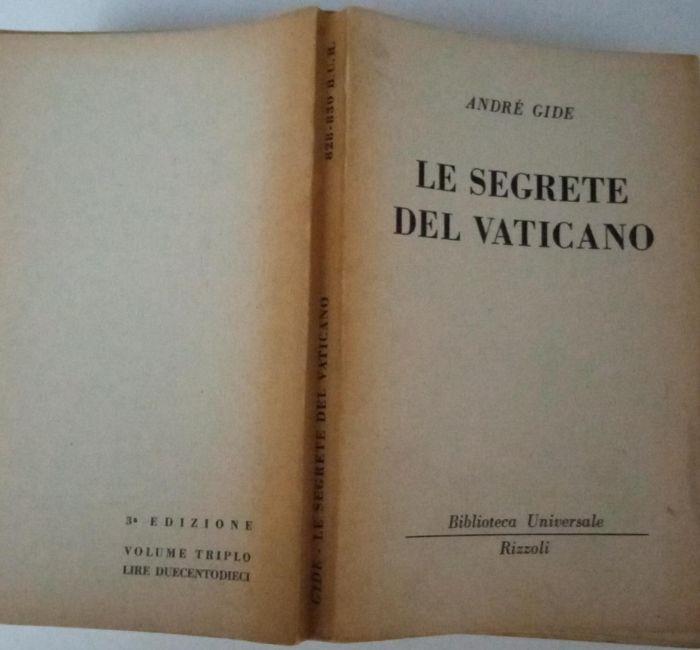 ANDRÉ GIDE
LE SEGRETE
DEL VATICANO
Biblioteca Universale
Rizzoli
GIDE - LE SEGRETE DEL VATICANO
828-830 B.U.R.
3ª EDIZIONE
VOLUME TRIPLO
LIRE DUECENTODIECI